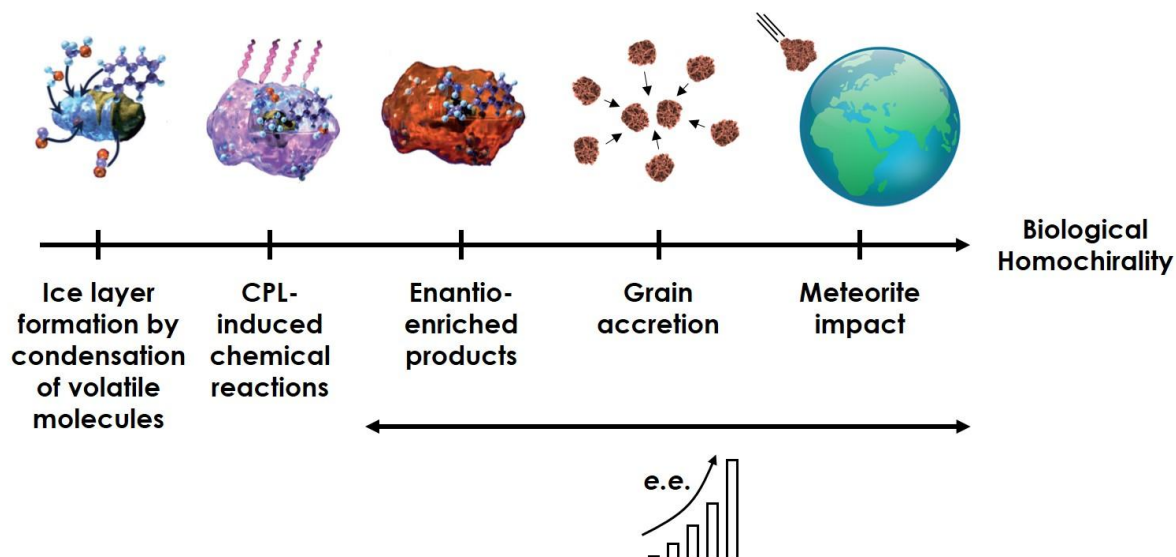 Biological
Homochirality
Ice layer
formation by
condensation
of volatile
molecules
CPL-
induced
chemical
reactions
Enantio-
enriched
products
Grain
accretion
Meteorite
impact
e.e.